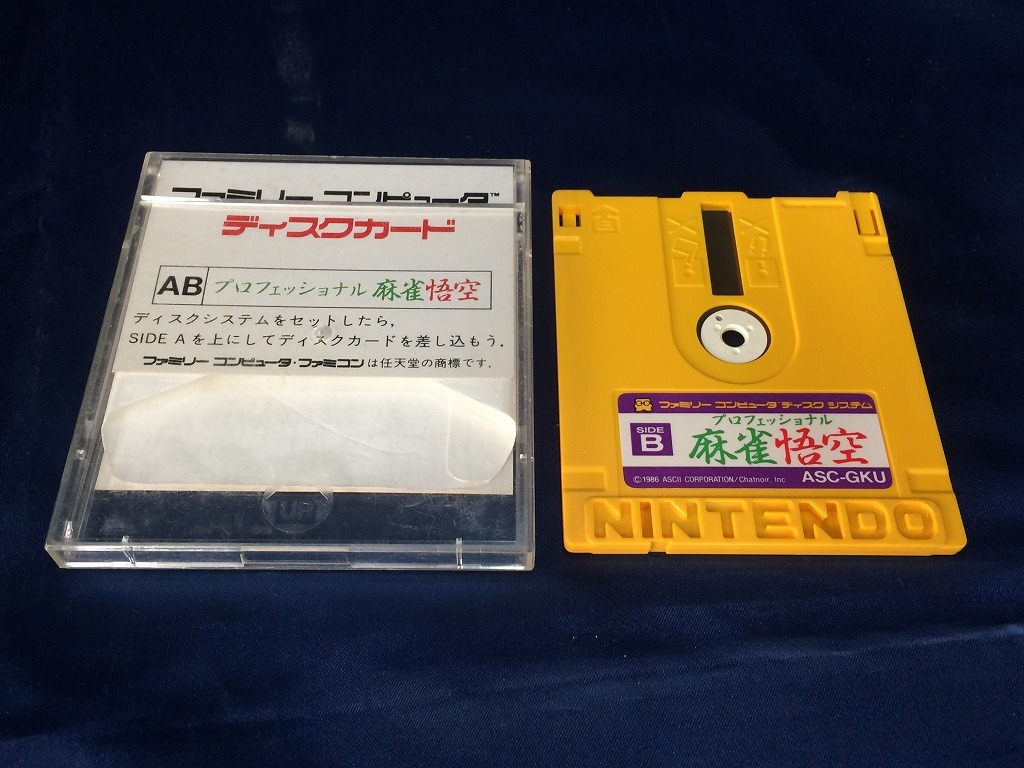 ファミリー コンピュータ™
ディスクカード
AB プロフェッショナル 麻雀悟空
ディスクシステムをセットしたら,
SIDE A を上にしてディスクカードを差し込もう.
ファミリー コンピュータ・ファミコンは任天堂の商標です.
ファミリー コンピュータ ディスク システム
SIDE
B
プロフェッショナル
麻雀悟空
©1986 ASCII CORPORATION/Chatnoir, Inc
ASC-GKU
NINTENDO